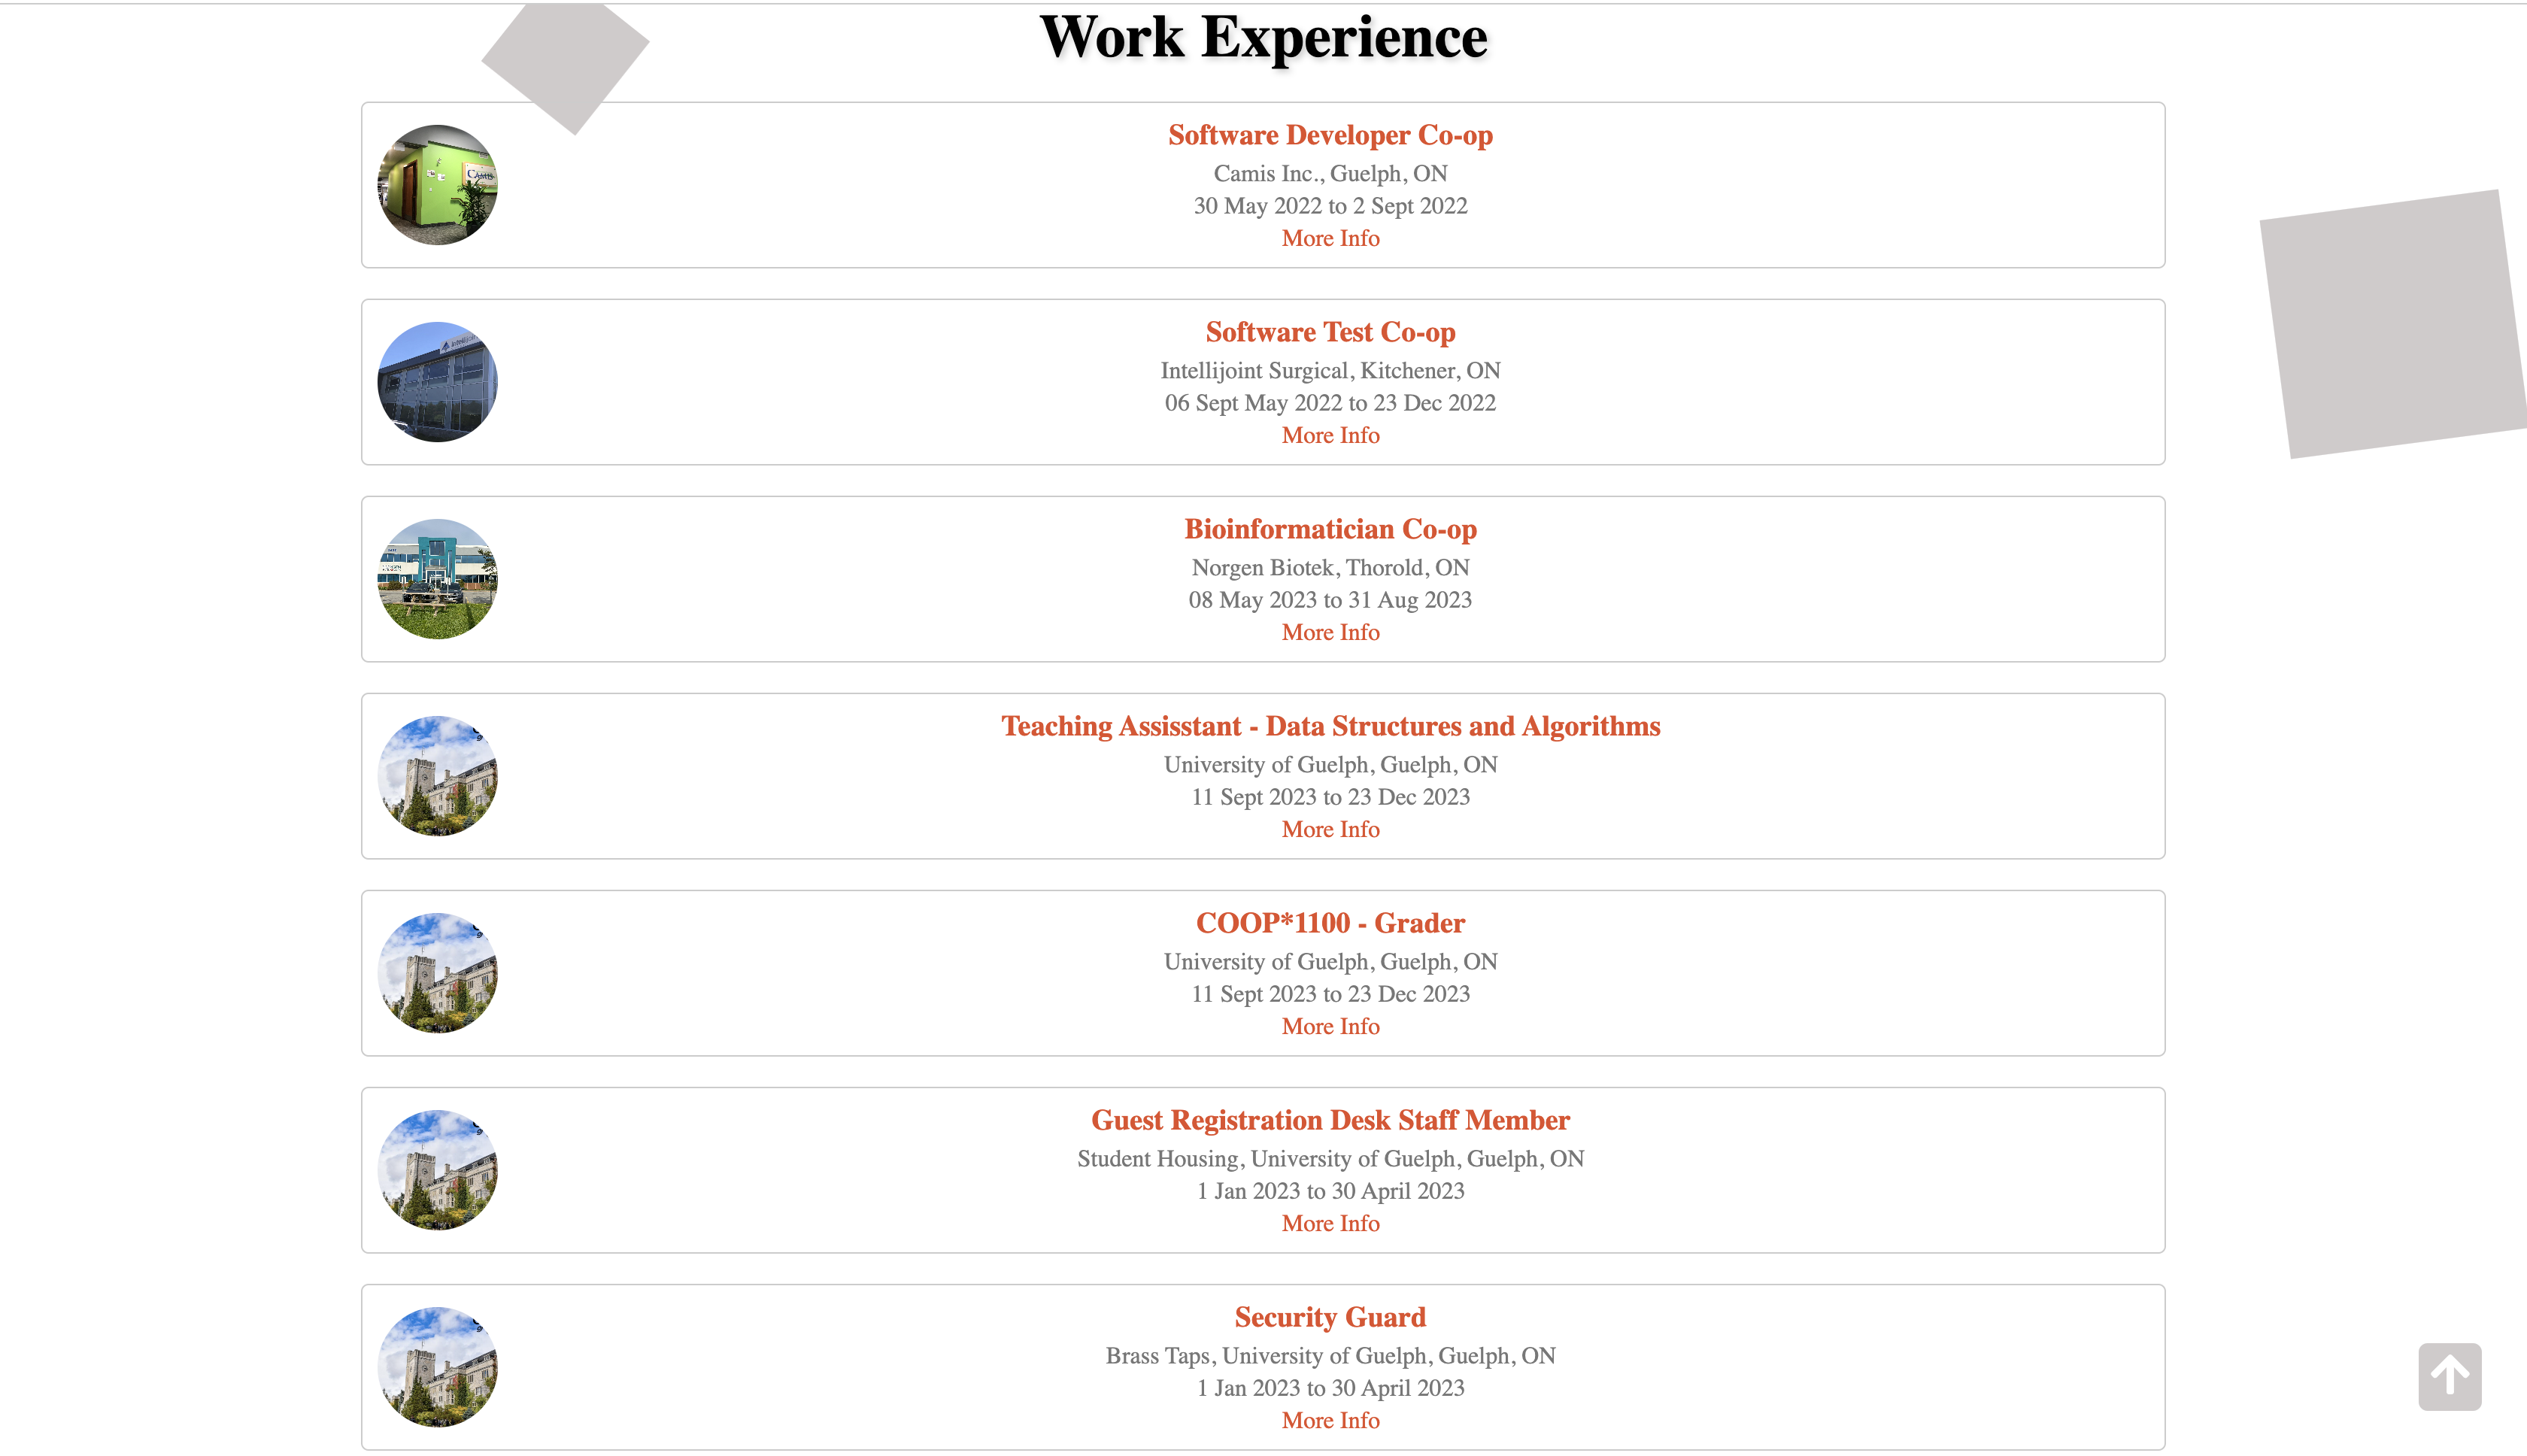 Work Experience
Software Developer Co-op
Camis Inc., Guelph, ON
30 May 2022 to 2 Sept 2022
More Info
Software Test Co-op
Intellijoint Surgical, Kitchener, ON
06 Sept May 2022 to 23 Dec 2022
More Info
Bioinformatician Co-op
Norgen Biotek, Thorold, ON
08 May 2023 to 31 Aug 2023
More Info
Teaching Assisstant - Data Structures and Algorithms
University of Guelph, Guelph, ON
11 Sept 2023 to 23 Dec 2023
More Info
COOP*1100 - Grader
University of Guelph, Guelph, ON
11 Sept 2023 to 23 Dec 2023
More Info
Guest Registration Desk Staff Member
Student Housing, University of Guelph, Guelph, ON
1 Jan 2023 to 30 April 2023
More Info
Security Guard
Brass Taps, University of Guelph, Guelph, ON
1 Jan 2023 to 30 April 2023
More Info